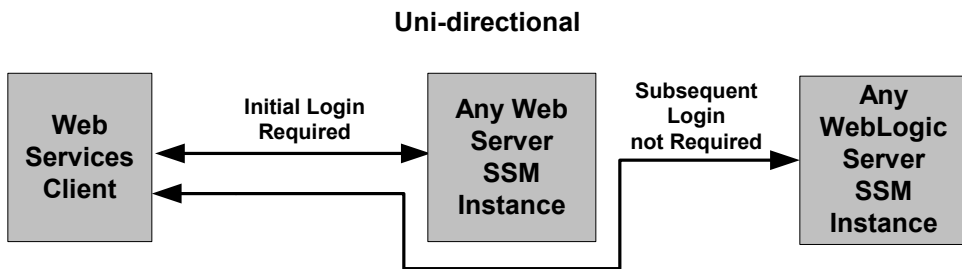 Uni-directional
Web
Services
Client
Initial Login
Required
Any Web
Server
SSM
Instance
Subsequent
Login
not Required
Any
WebLogic
Server
SSM
Instance